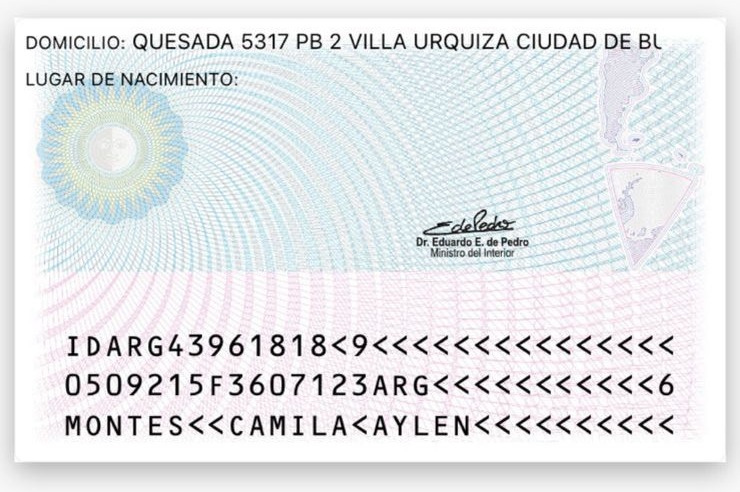 DOMICILIO: QUESADA 5317 PB 2 VILLA URQUIZA CIUDAD DE BU
LUGAR DE NACIMIENTO:
EdePedro
Dr. Eduardo E. de Pedro
Ministro del Interior
IDARG43961818<9<<<<<<<<<<<<<<<
0509215F3607123ARG<<<<<<<<<<<6
MONTES<<CAMILA<AYLEN<<<<<<<<<<